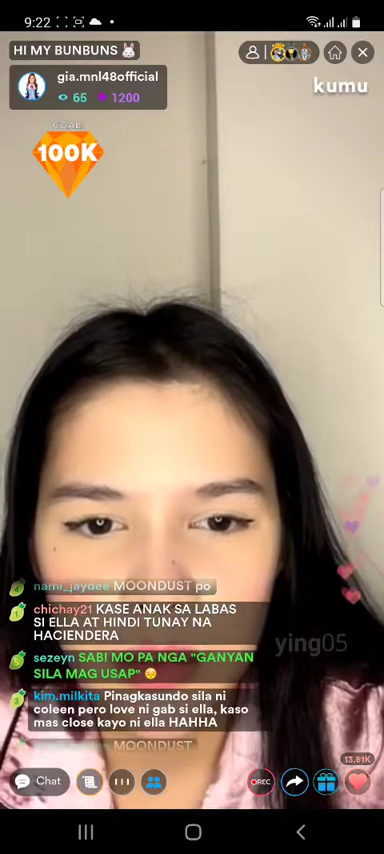 9:22
HI MY BUNBUNS 🐰
gia.mnl48official
65 1200
kumu
GOAL:
100K
nami_jaydee MOONDUST po
chichay21 KASE ANAK SA LABAS
SI ELLA AT HINDI TUNAY NA
HACIENDERA
ying05
sezeyn SABI MO PA NGA "GANYAN
SILA MAG USAP" 😔
kim.milkita Pinagkasundo sila ni
coleen pero love ni gab si ella, kaso
mas close kayo ni ella HAHHA
MOONDUST
13.81K
Chat
REC